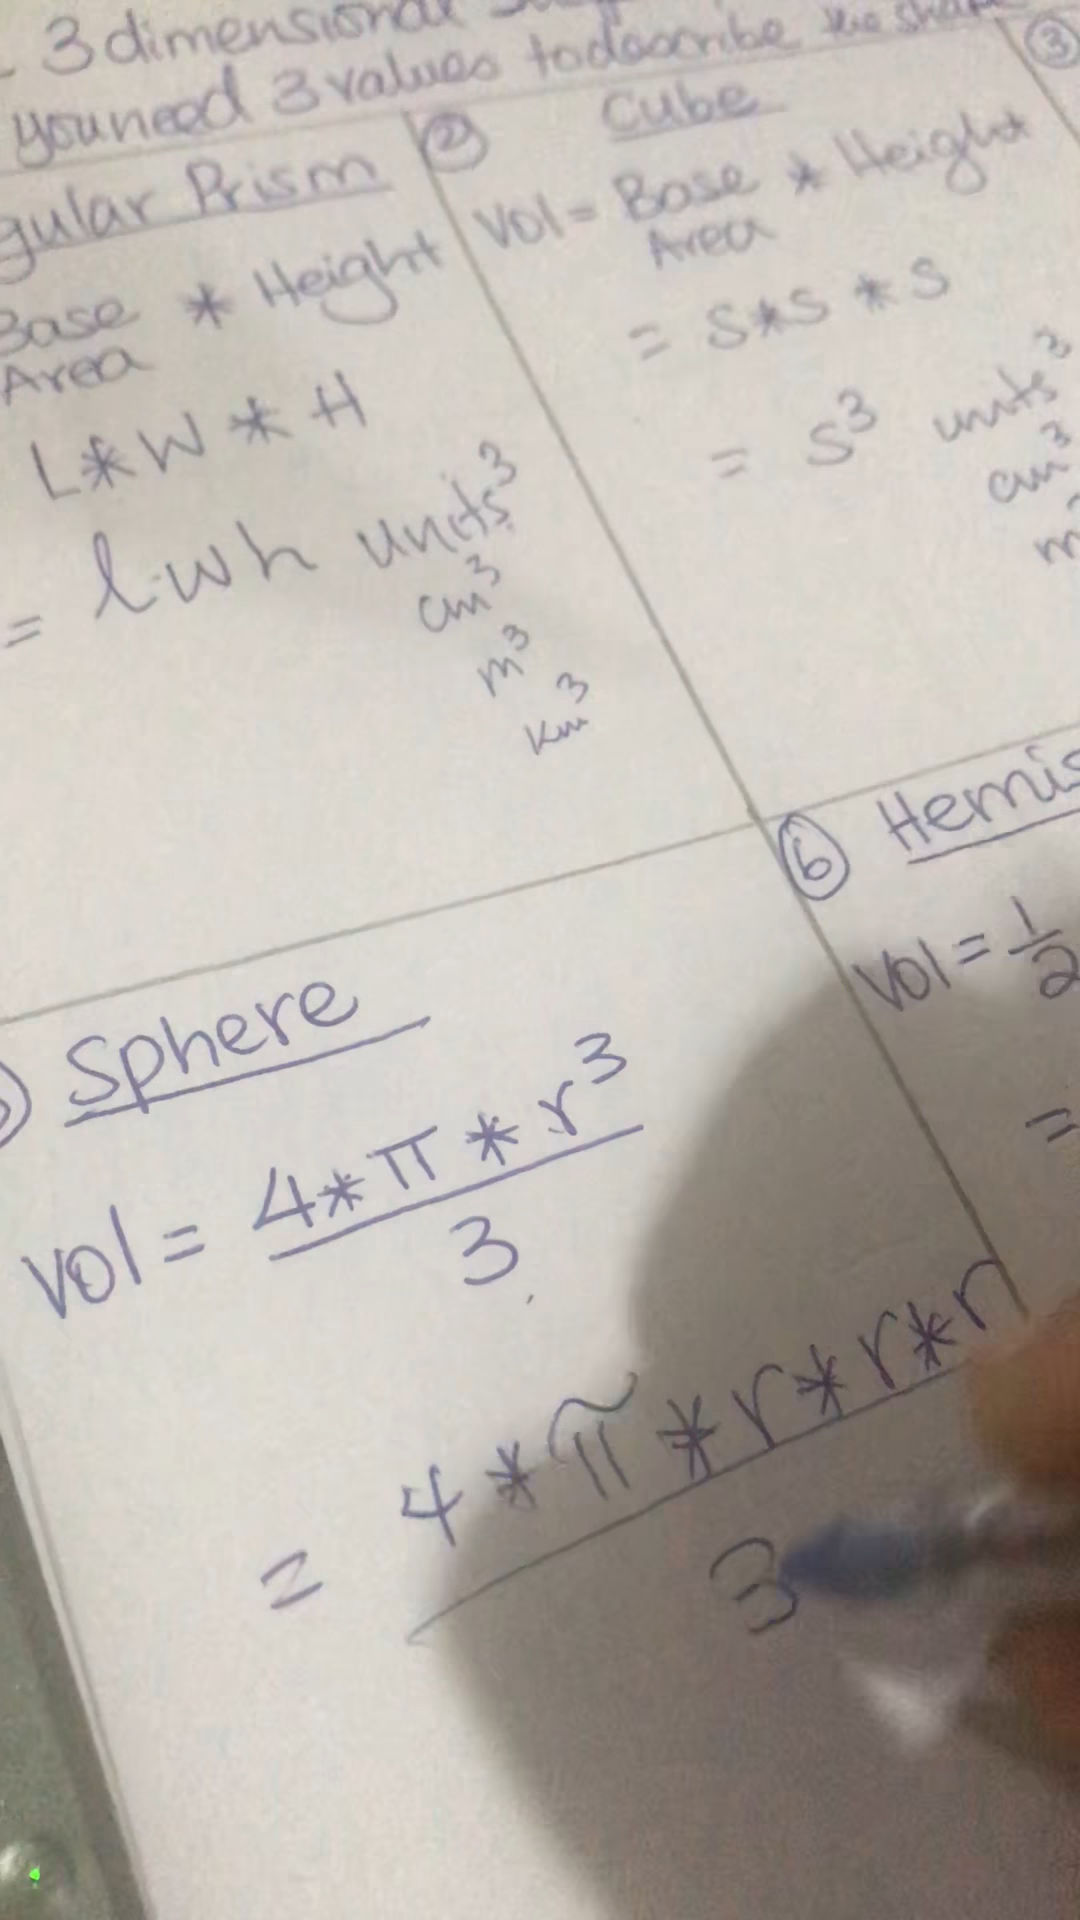 3 dimensional
you need 3 values to describe the shape
gular Prism
Base * Height
Area
L*W*H
= l·wh units³
cm³
m³
km³
② Cube
Vol = Base * Height
Area
= S*S*S
= S³ units³
cm³
m
③
Sphere
Vol = 4*π*r³
3
= 4*π*r*r*r
3
⑥ Hemis
Vol = 1/2
=